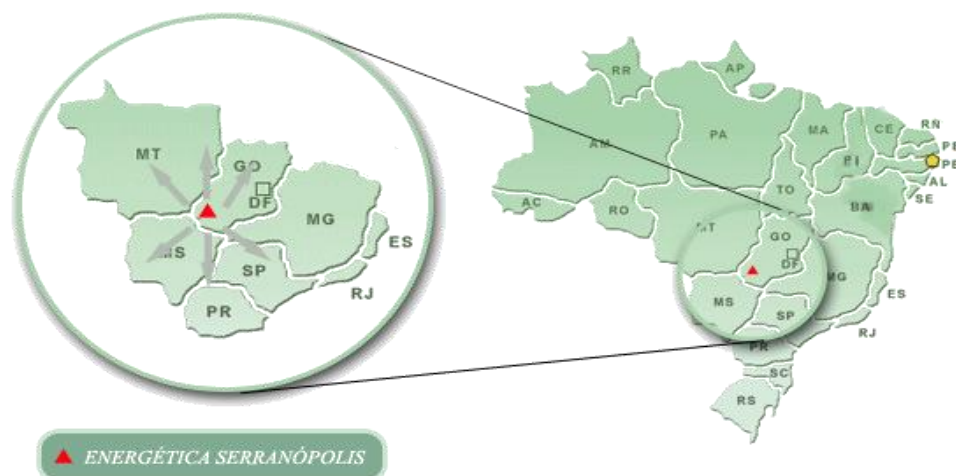 MT
GO
DF
MG
MS
SP
ES
RJ
PR
RR
AP
AM
PA
MA
CE
RN
PB
PE
AL
SE
PI
TO
BA
AC
RO
MT
GO
DF
MG
MS
SP
ES
RJ
PR
SC
RS
ENERGÉTICA SERRANÓPOLIS